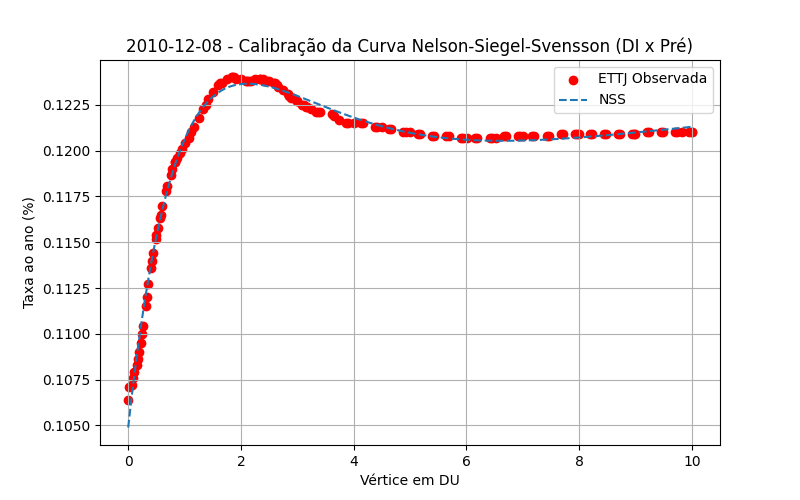 2010-12-08 - Calibração da Curva Nelson-Siegel-Svensson (DI x Pré)
ETTJ Observada
NSS
Taxa ao ano (%)
0.1225
0.1200
0.1175
0.1150
0.1125
0.1100
0.1075
0.1050
0 2 4 6 8 10
Vértice em DU